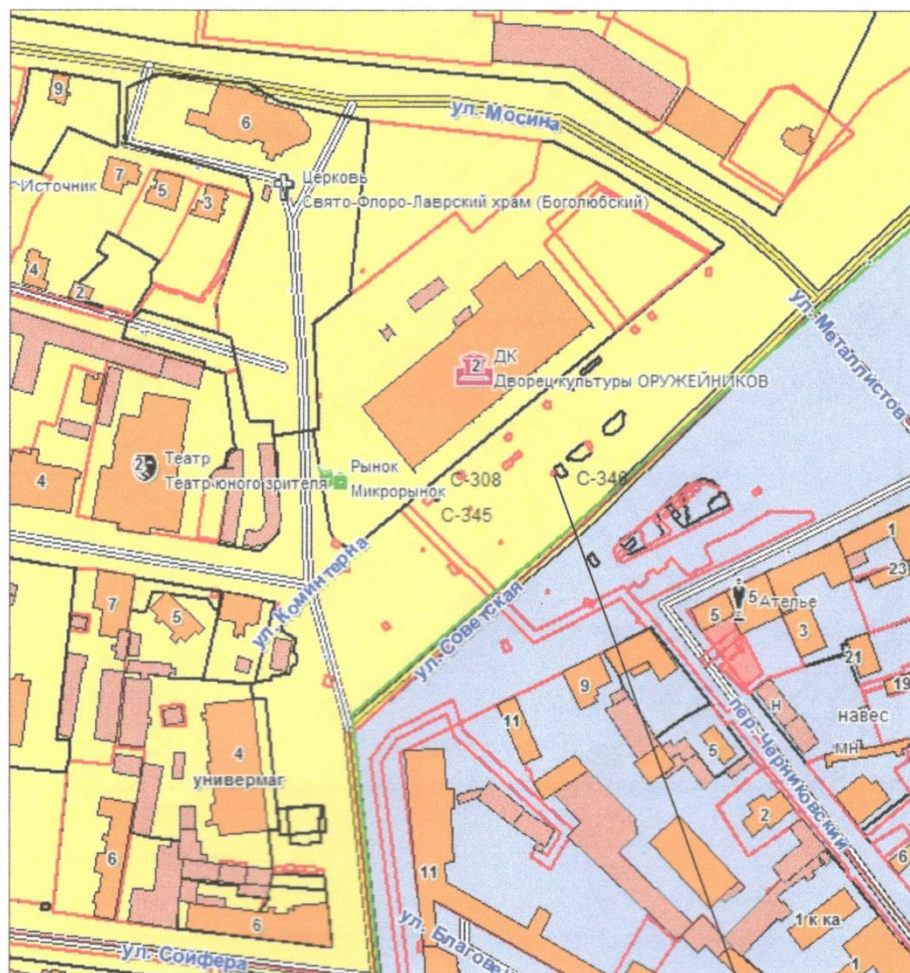 ул. Мосина
9
6
Церковь
Свято-Флоро-Лаврский храм (Боголюбский)
Источник
7
5
3
4
2
ул. Металлистов
2
ДК
Дворец культуры ОРУЖЕЙНИКОВ
2
Театр
Театр юного зрителя
Рынок
Микрорынок
4
С-308
С-346
С-345
ул. Коминтерна
ул. Советская
1
23
5
5
Ателье
3
21
19
7
5
9
11
н
навес
мн
5
пер. Черниковский
4
универмаг
2
6
6
11
6
1 к ка
1
ул. Сойфера
ул. Благове